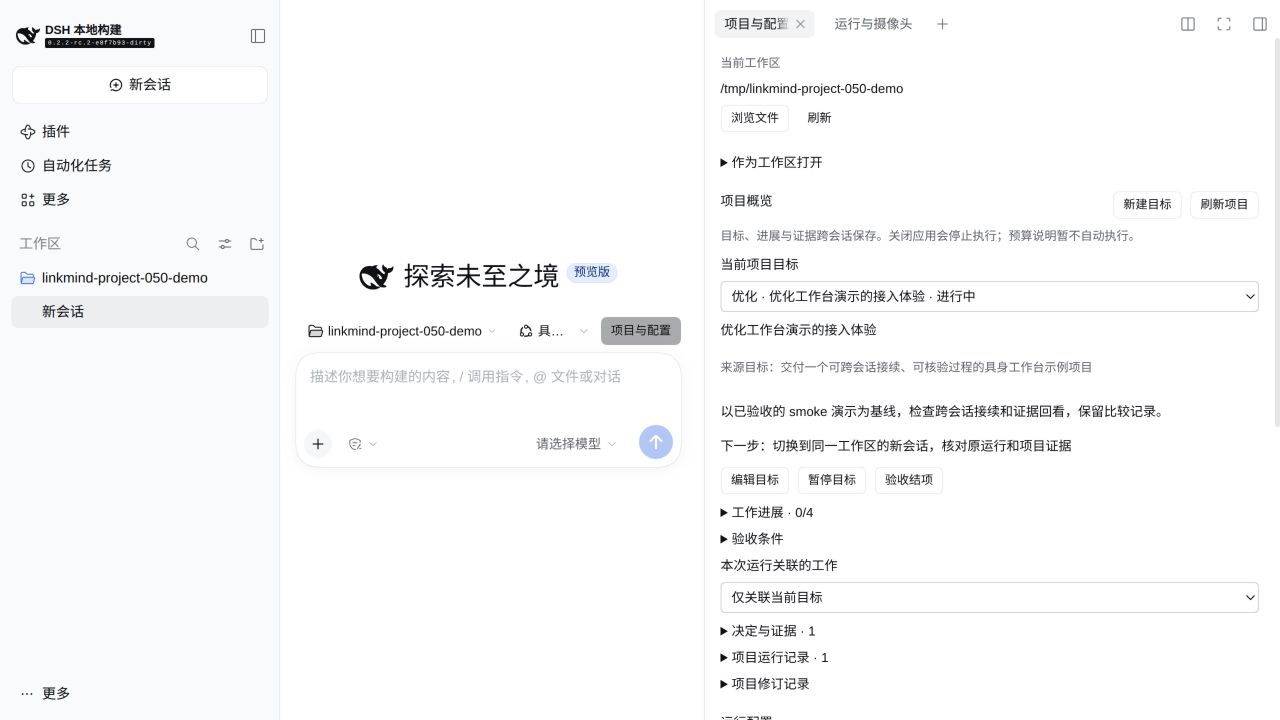 DSH 本地构建
0.2.2-rc.2-e8f7b93-dirty
新会话
插件
自动化任务
更多
工作区
linkmind-project-050-demo
新会话
更多
探索未至之境 预览版
linkmind-project-050-demo 具... 项目与配置
描述你想要构建的内容, / 调用指令, @ 文件或对话
请选择模型
项目与配置 运行与摄像头
当前工作区
/tmp/linkmind-project-050-demo
浏览文件 刷新
作为工作区打开
项目概览 新建目标 刷新项目
目标、进展与证据跨会话保存。关闭应用会停止执行；预算说明暂不自动执行。
当前项目目标
优化 · 优化工作台演示的接入体验 · 进行中
优化工作台演示的接入体验
来源目标：交付一个可跨会话接续、可核验过程的具身工作台示例项目
以已验收的 smoke 演示为基线，检查跨会话接续和证据回看，保留比较记录。
下一步：切换到同一工作区的新会话，核对原运行和项目证据
编辑目标 暂停目标 验收结项
工作进展 · 0/4
验收条件
本次运行关联的工作
仅关联当前目标
决定与证据 · 1
项目运行记录 · 1
项目修订记录
运行配置